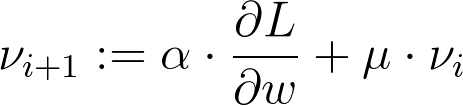 ν_{i+1} := α · ∂L/∂w + μ · ν_i